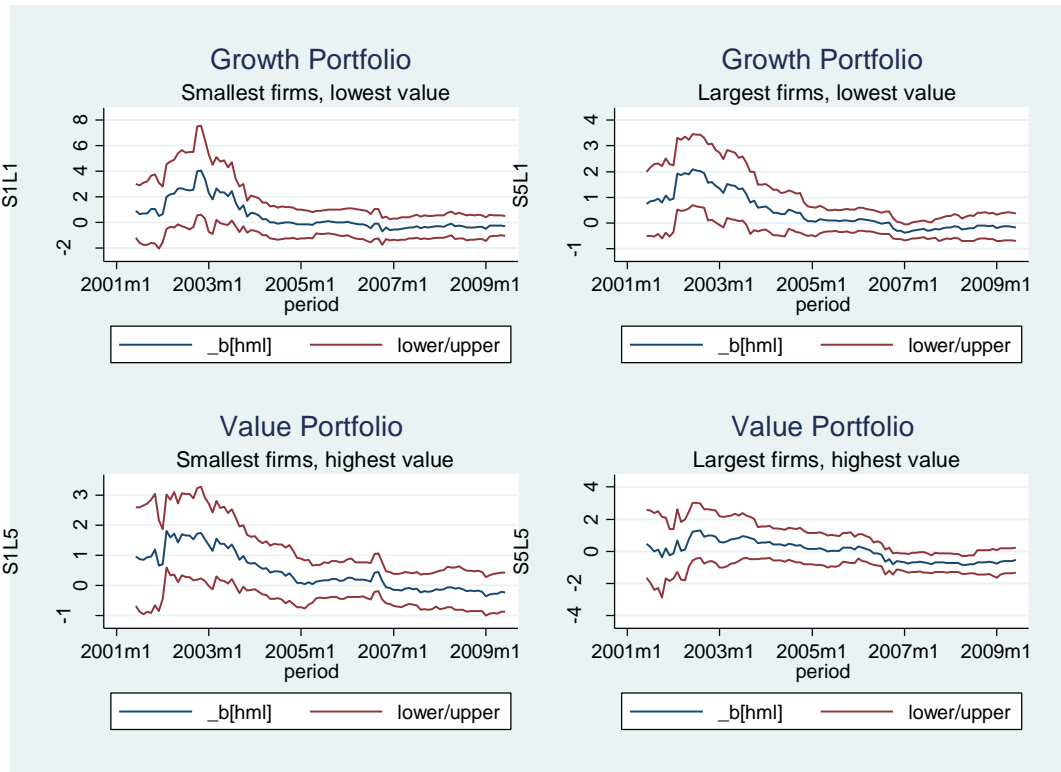 Growth Portfolio
Smallest firms, lowest value
S1L1
8
6
4
2
0
-2
2001m1 2003m1 2005m1 2007m1 2009m1
period
_b[hml] lower/upper
Growth Portfolio
Largest firms, lowest value
S5L1
4
3
2
1
0
-1
2001m1 2003m1 2005m1 2007m1 2009m1
period
_b[hml] lower/upper
Value Portfolio
Smallest firms, highest value
S1L5
3
2
1
0
-1
2001m1 2003m1 2005m1 2007m1 2009m1
period
_b[hml] lower/upper
Value Portfolio
Largest firms, highest value
S5L5
4
2
0
-2
-4
2001m1 2003m1 2005m1 2007m1 2009m1
period
_b[hml] lower/upper